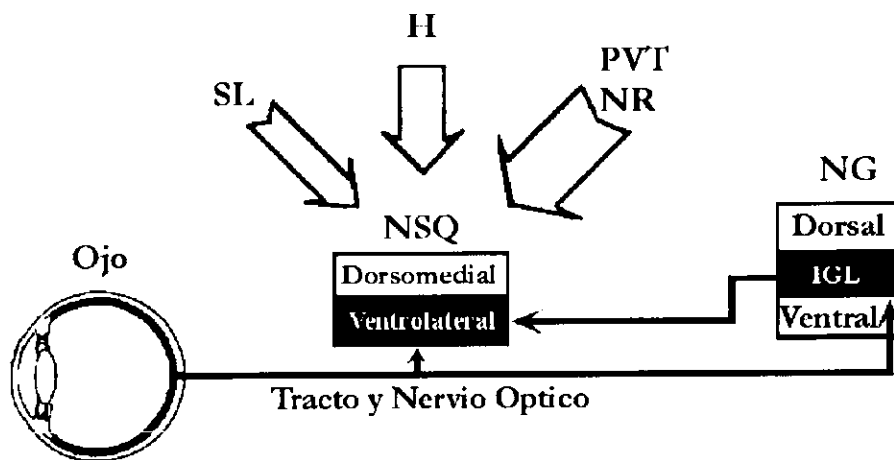 H
SL
PVT
NR
NG
NSQ
Dorsal
Ojo
Dorsomedial
IGL
Ventrolateral
Ventral
Tracto y Nervio Optico